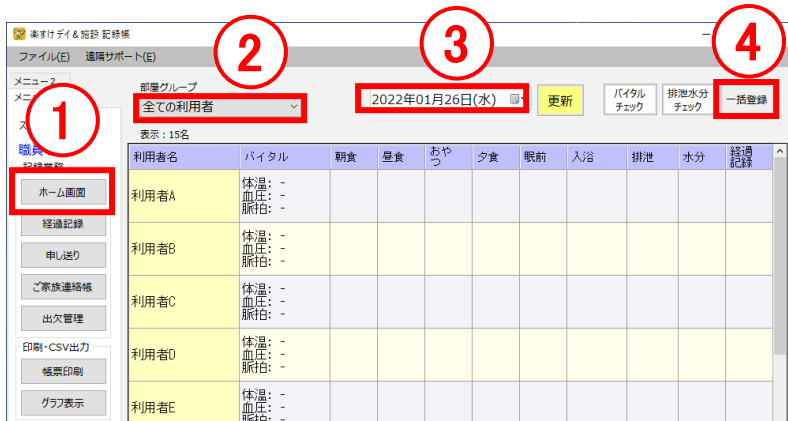 楽すけデイ&施設 記録帳
ファイル(F) 遠隔サポート(E)
① ② ③ ④
メニュー2
メニ
ス
職員
記録業務
ホーム画面
経過記録
申し送り
ご家族連絡帳
出欠管理
印刷・CSV出力
帳票印刷
グラフ表示
部屋グループ
全ての利用者
2022年01月26日(水)
更新
バイタル
チェック
排泄水分
チェック
一括登録
表示:15名
利用者名 バイタル 朝食 昼食 おやつ 夕食 眠前 入浴 排泄 水分 経過記録
利用者A
体温: -
血圧: -
脈拍: -
利用者B
体温: -
血圧: -
脈拍: -
利用者C
体温: -
血圧: -
脈拍: -
利用者D
体温: -
血圧: -
脈拍: -
利用者E
体温: -
血圧: -
脈拍: -